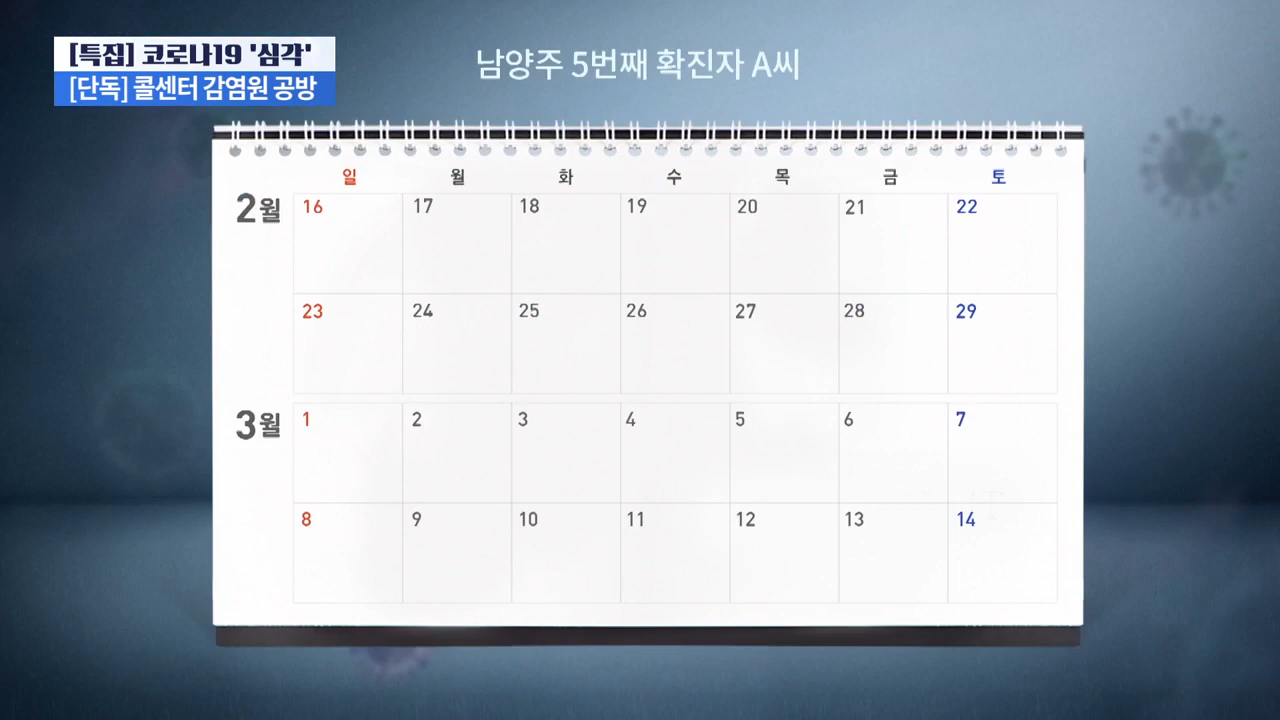 [특집] 코로나19 '심각'
[단독] 콜센터 감염원 공방
남양주 5번째 확진자 A씨
일 월 화 수 목 금 토
2월 16 17 18 19 20 21 22
23 24 25 26 27 28 29
3월 1 2 3 4 5 6 7
8 9 10 11 12 13 14